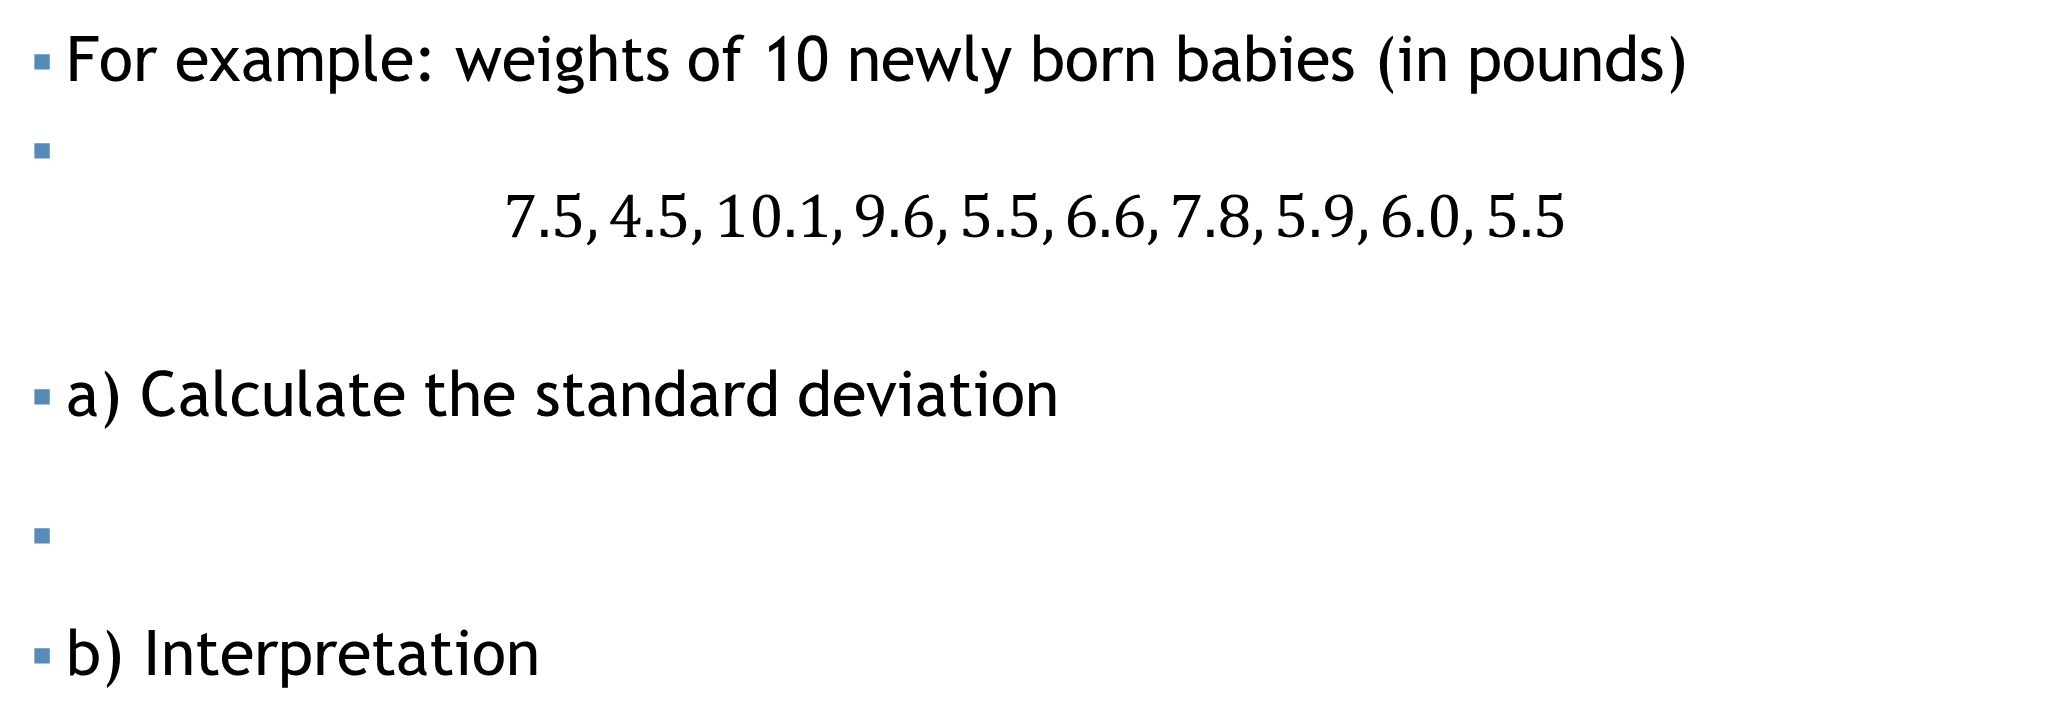 ▪ For example: weights of 10 newly born babies (in pounds)
▪
7.5, 4.5, 10.1, 9.6, 5.5, 6.6, 7.8, 5.9, 6.0, 5.5
▪ a) Calculate the standard deviation
▪
▪ b) Interpretation